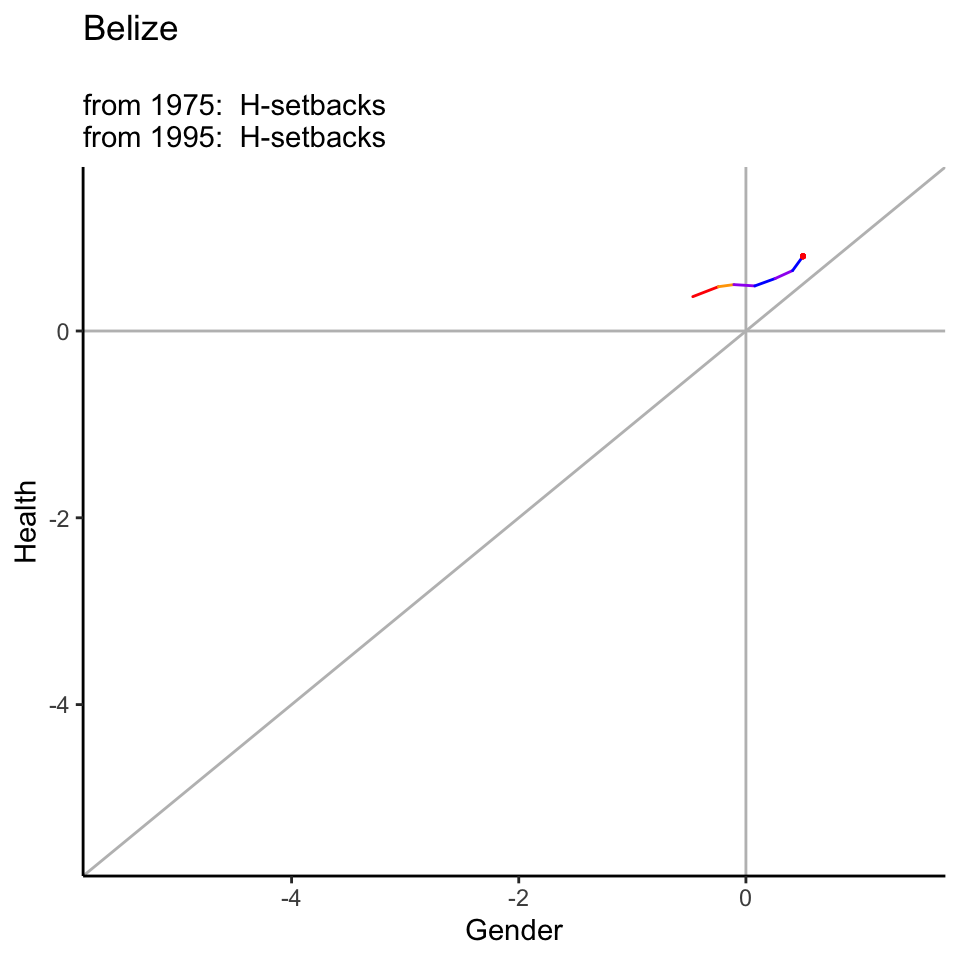 Belize
from 1975:  H-setbacks
from 1995:  H-setbacks
0
-2
-4
Health
-4
-2
0
Gender